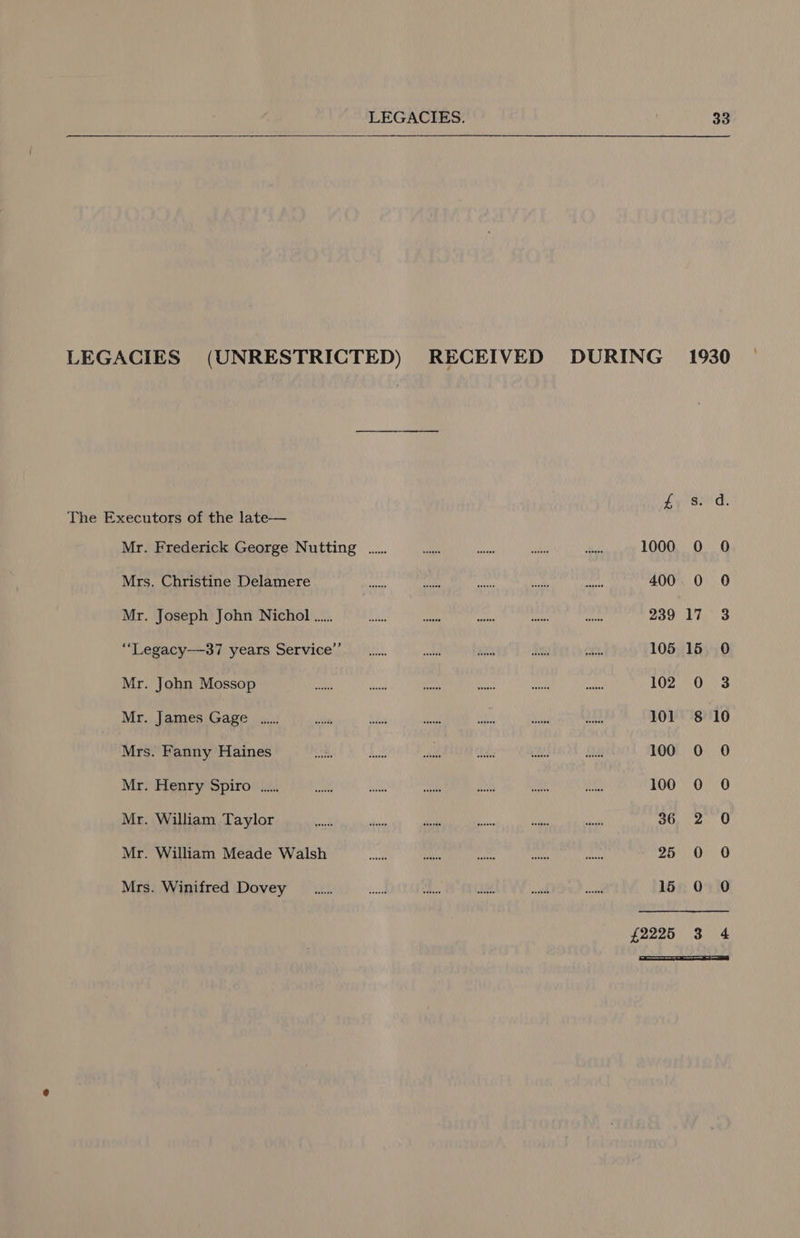 LEGACIES. 33
LEGACIES (UNRESTRICTED) RECEIVED DURING 1930
£ s. d.
The Executors of the late—
Mr. Frederick George Nutting ...... ...... ...... ...... ...... 1000 0 0
Mrs. Christine Delamere ...... ...... ...... ...... ...... 400 0 0
Mr. Joseph John Nichol ...... ...... ...... ...... ...... ...... 239 17 3
“Legacy—37 years Service” ...... ...... ...... ...... ...... 105 15 0
Mr. John Mossop ...... ...... ...... ...... ...... ...... 102 0 3
Mr. James Gage ...... ...... ...... ...... ...... ...... ...... 101 8 10
Mrs. Fanny Haines ...... ...... ...... ...... ...... ...... 100 0 0
Mr. Henry Spiro ...... ...... ...... ...... ...... ...... ...... 100 0 0
Mr. William Taylor ...... ...... ...... ...... ...... ...... 36 2 0
Mr. William Meade Walsh ...... ...... ...... ...... ...... 25 0 0
Mrs. Winifred Dovey ...... ...... ...... ...... ...... ...... 15 0 0
£2225 3 4